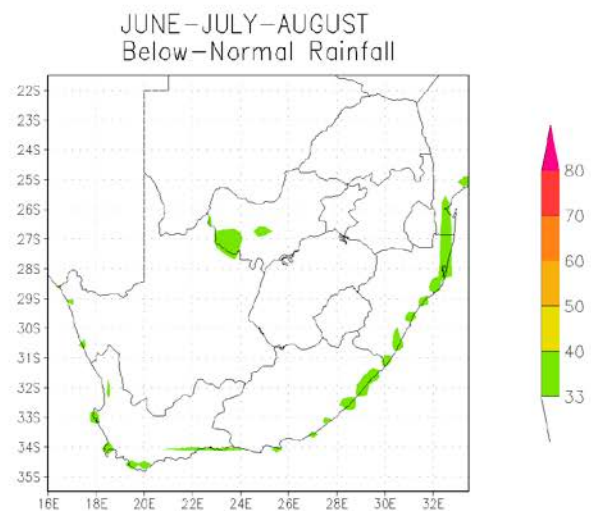 JUNE-JULY-AUGUST
Below-Normal Rainfall
22S
23S
24S
25S
26S
27S
28S
29S
30S
31S
32S
33S
34S
35S
16E
18E
20E
22E
24E
26E
28E
30E
32E
80
70
60
50
40
33